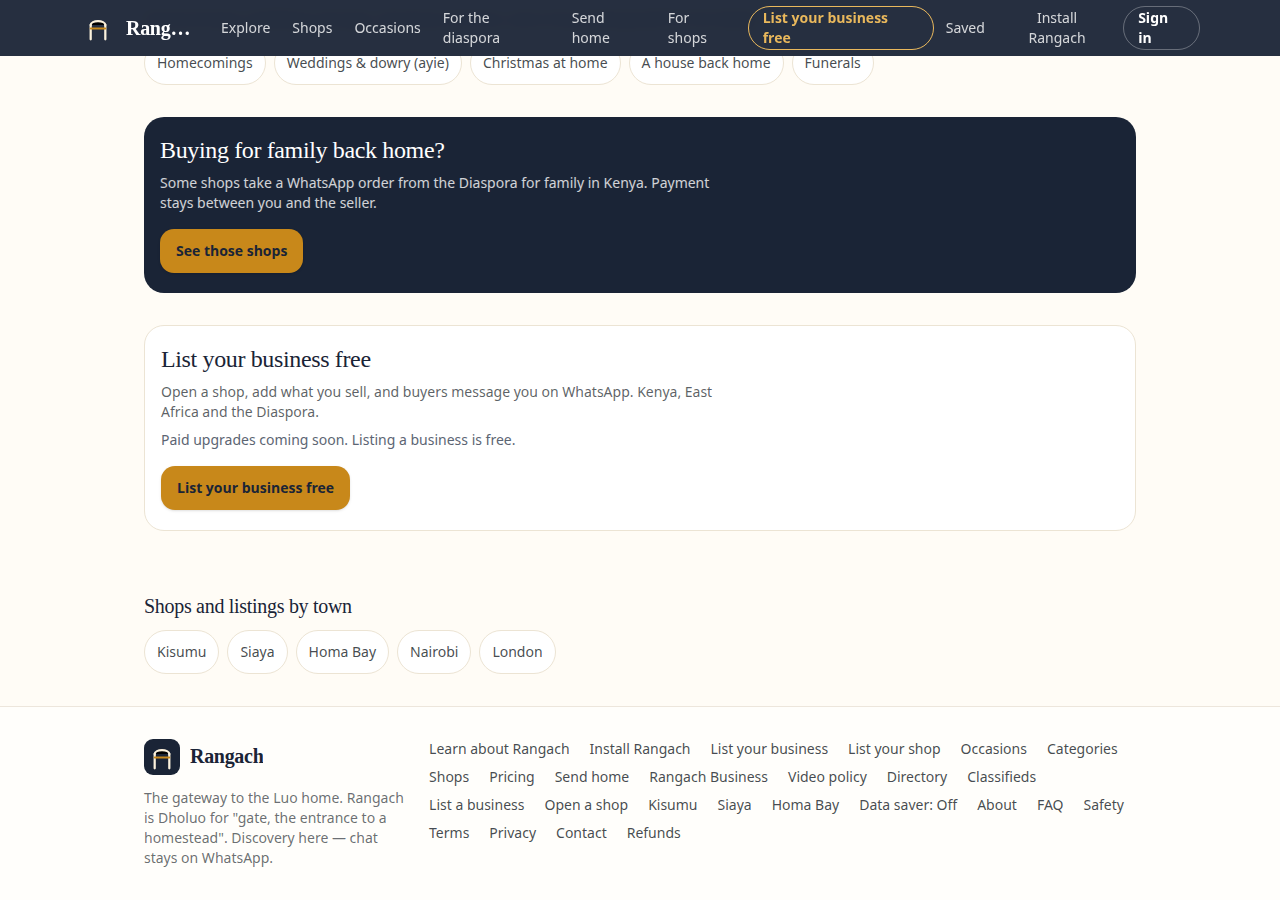 Rang…
Explore
Shops
Occasions
For the
diaspora
Send
home
For
shops
List your business
free
Saved
Install
Rangach
Sign
in
Homecomings
Weddings & dowry (ayie)
Christmas at home
A house back home
Funerals
Buying for family back home?
Some shops take a WhatsApp order from the Diaspora for family in Kenya. Payment
stays between you and the seller.
See those shops
List your business free
Open a shop, add what you sell, and buyers message you on WhatsApp. Kenya, East
Africa and the Diaspora.
Paid upgrades coming soon. Listing a business is free.
List your business free
Shops and listings by town
Kisumu
Siaya
Homa Bay
Nairobi
London
Rangach
The gateway to the Luo home. Rangach
is Dholuo for "gate, the entrance to a
homestead". Discovery here — chat
stays on WhatsApp.
Learn about Rangach Install Rangach List your business List your shop Occasions Categories
Shops Pricing Send home Rangach Business Video policy Directory Classifieds
List a business Open a shop Kisumu Siaya Homa Bay Data saver: Off About FAQ Safety
Terms Privacy Contact Refunds